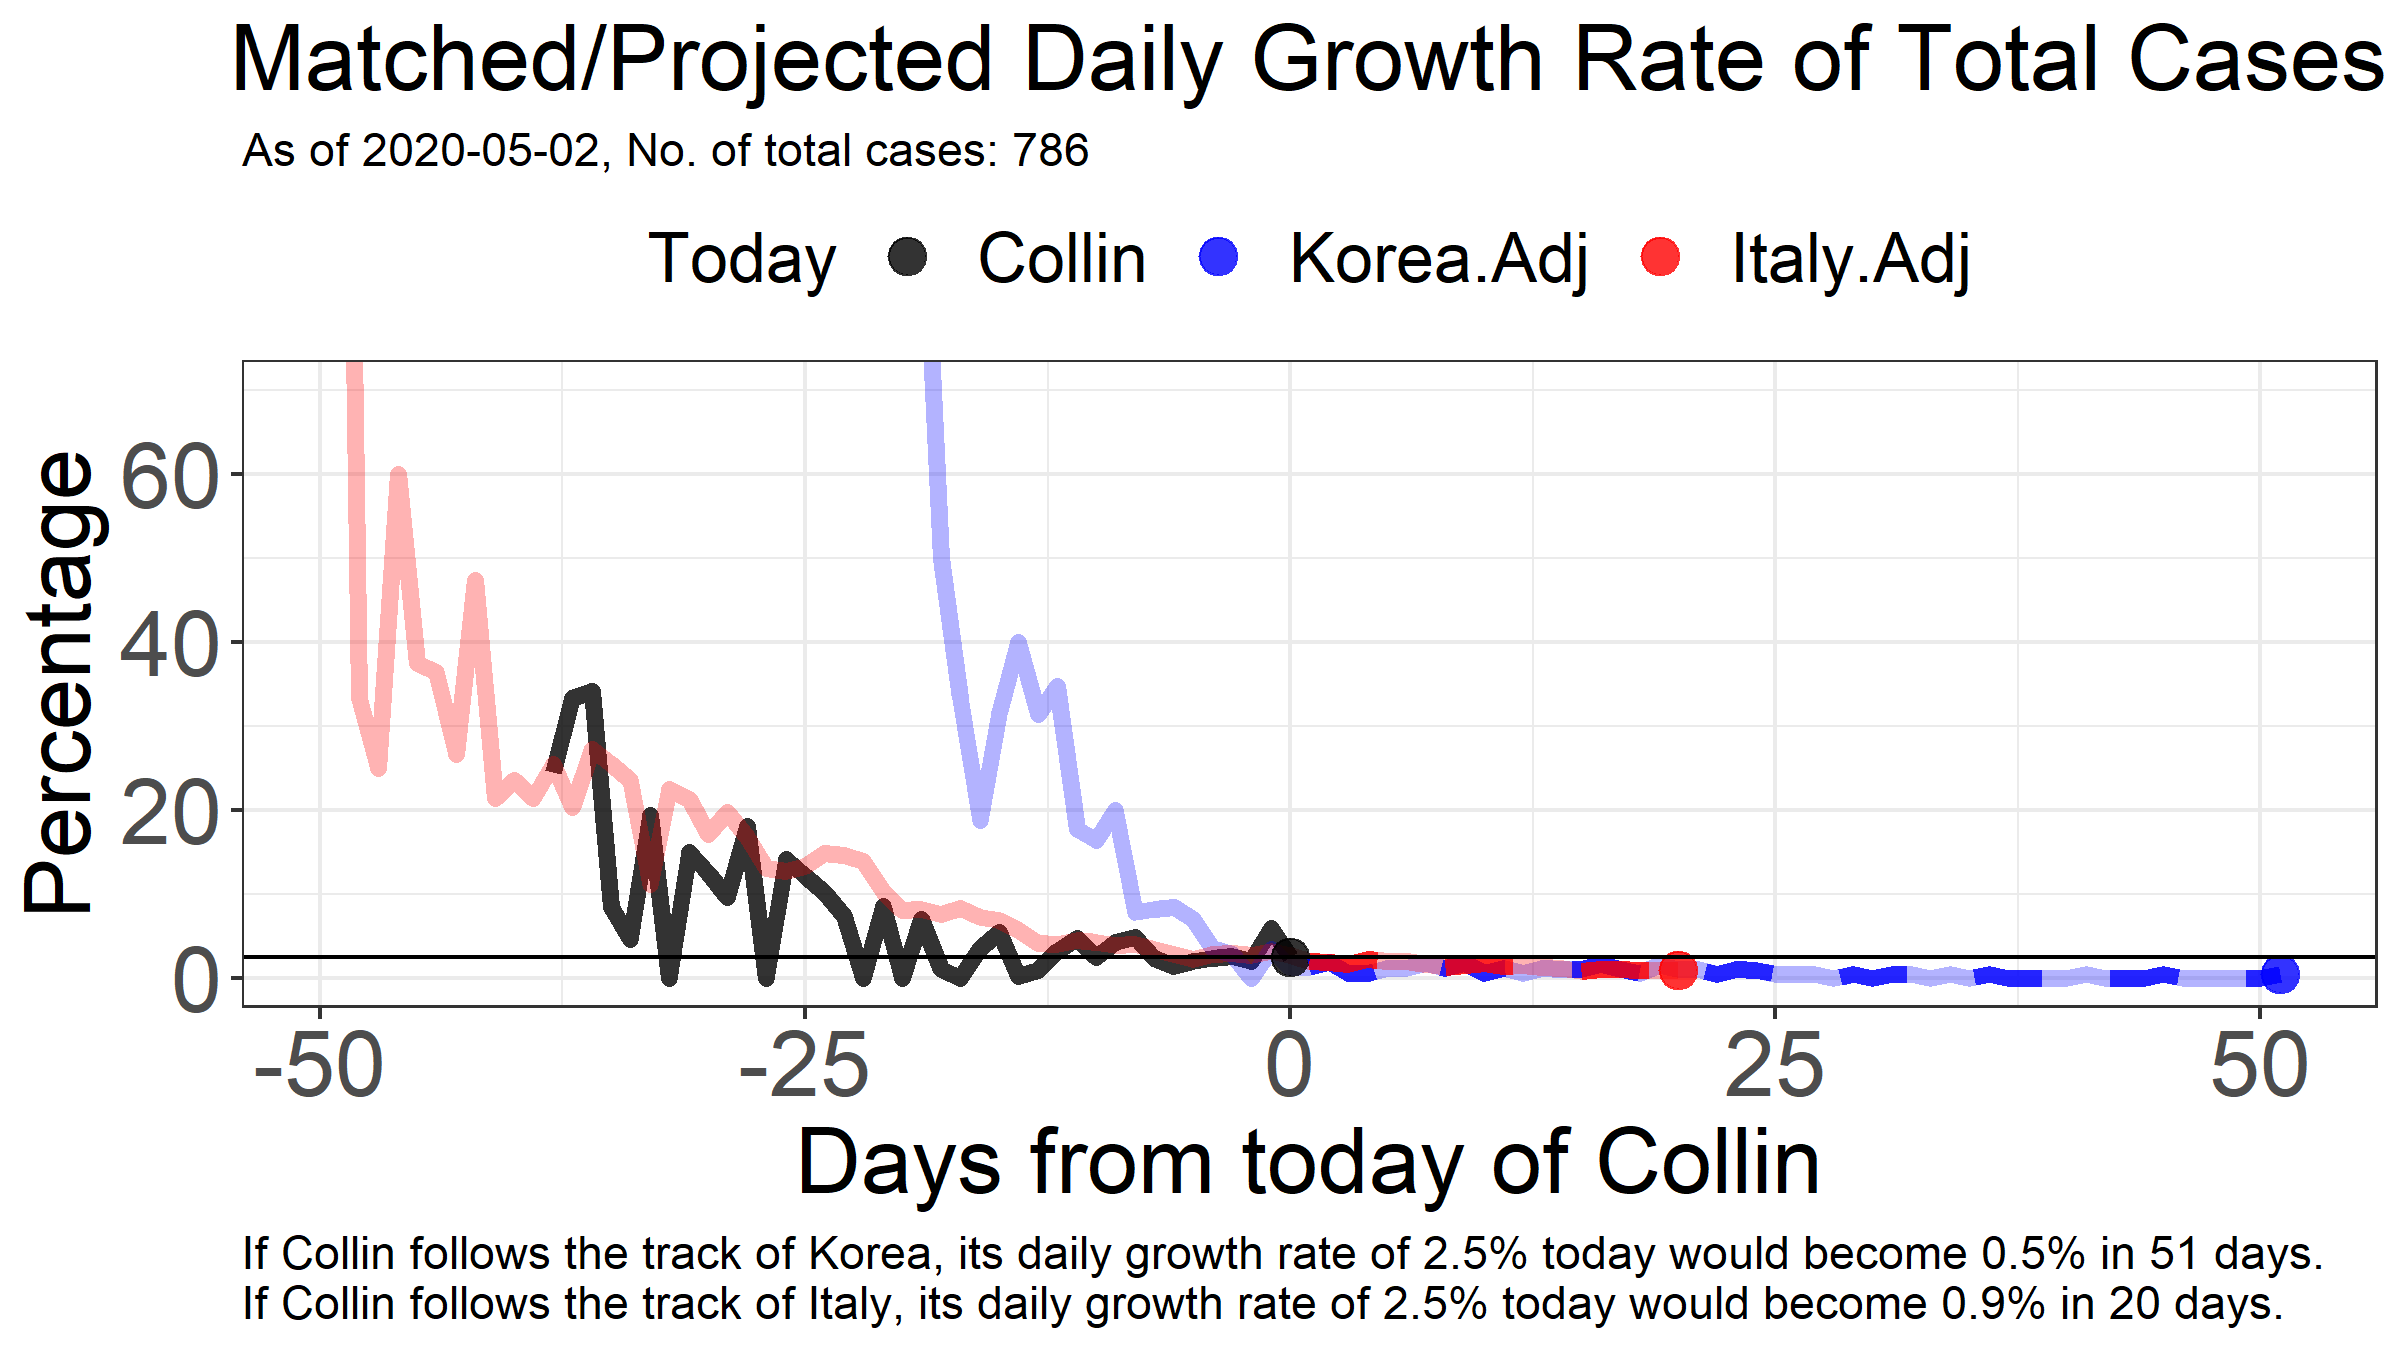 Matched/Projected Daily Growth Rate of Total Cases
As of 2020-05-02, No. of total cases: 786
Today Collin Korea.Adj Italy.Adj
Percentage
60
40
20
0
-50 -25 0 25 50
Days from today of Collin
If Collin follows the track of Korea, its daily growth rate of 2.5% today would become 0.5% in 51 days.
If Collin follows the track of Italy, its daily growth rate of 2.5% today would become 0.9% in 20 days.